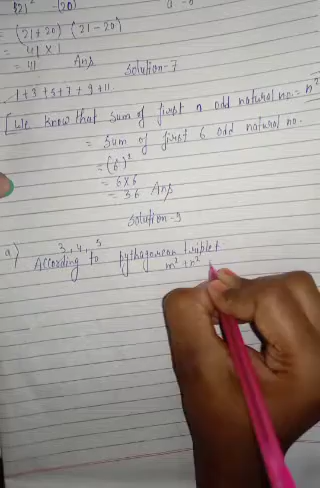 (21)² - (20)
= (21+20) (21-20)
= 41 × 1
= 41 Ans
Solution-7
1+3+5+7+9+11.
[We know that sum of first n odd natural no. = n²
= Sum of first 6 odd natural no.
= (6)²
= 6×6
= 36 Ans
Solution-9
a) 3, 4, 5
According to pythagorean triplet
m² + n²